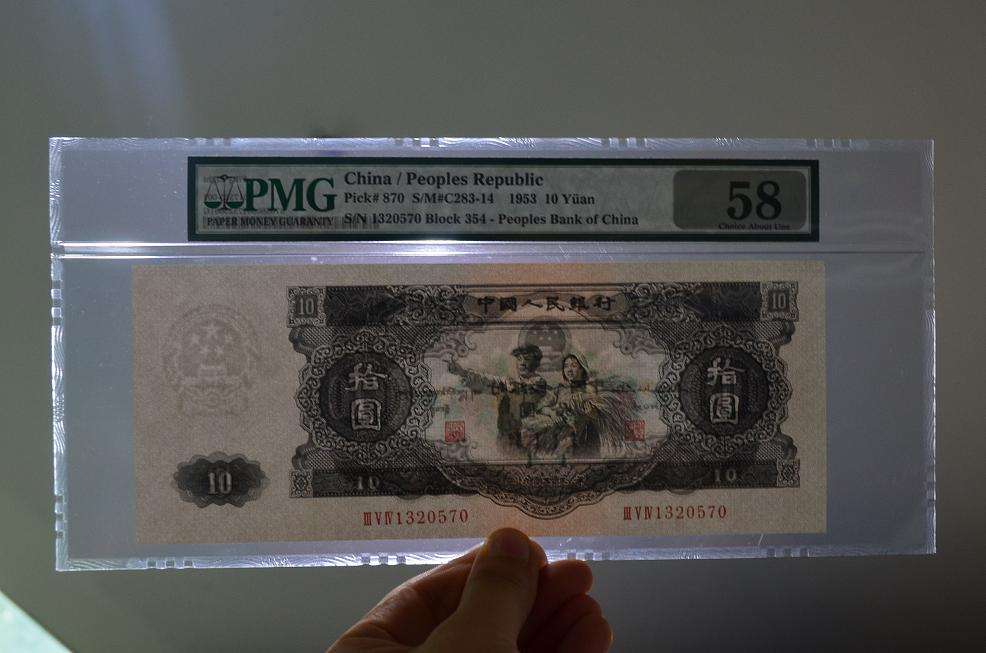 PMG
PAPER MONEY GUARANTY
China / Peoples Republic
Pick# 870 S/M#C283-14 1953 10 Yüan
S/N 1320570 Block 354 - Peoples Bank of China
58
Choice About Unc
10 中國人民銀行 10
拾圓 拾圓
10 10 10
ⅢⅤⅣ1320570 ⅢⅤⅣ1320570